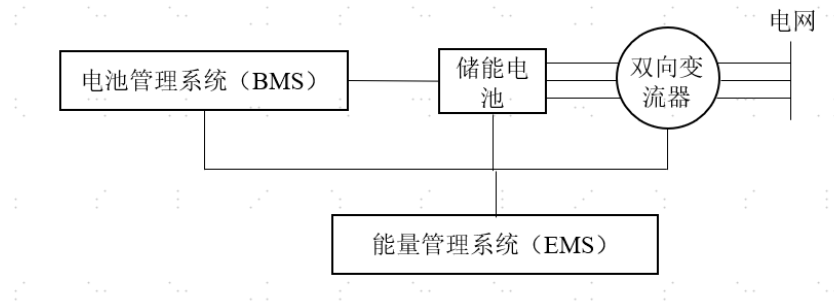 电网
电池管理系统（BMS）
储能电
池
双向变
流器
能量管理系统（EMS）